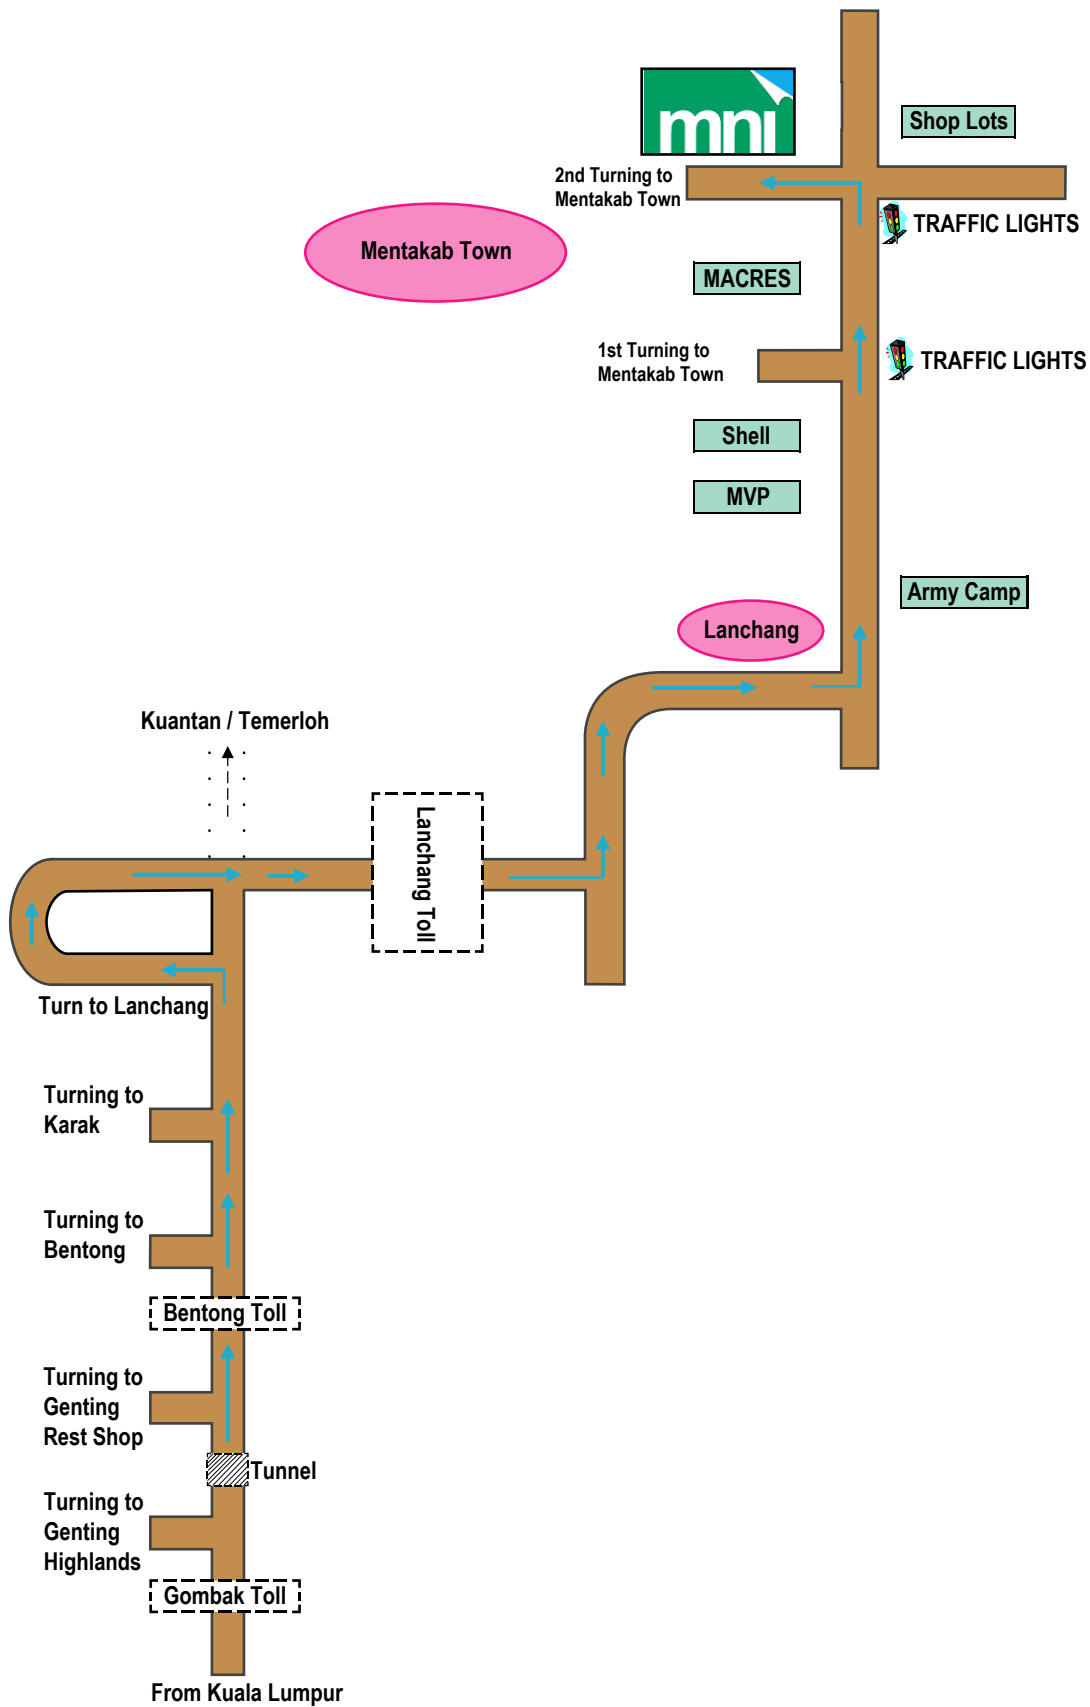 mni
Shop Lots
2nd Turning to
Mentakab Town
TRAFFIC LIGHTS
Mentakab Town
MACRES
1st Turning to
Mentakab Town
TRAFFIC LIGHTS
Shell
MVP
Army Camp
Lanchang
Kuantan / Temerloh
Lanchang Toll
Turn to Lanchang
Turning to
Karak
Turning to
Bentong
Bentong Toll
Turning to
Genting
Rest Shop
Tunnel
Turning to
Genting
Highlands
Gombak Toll
From Kuala Lumpur